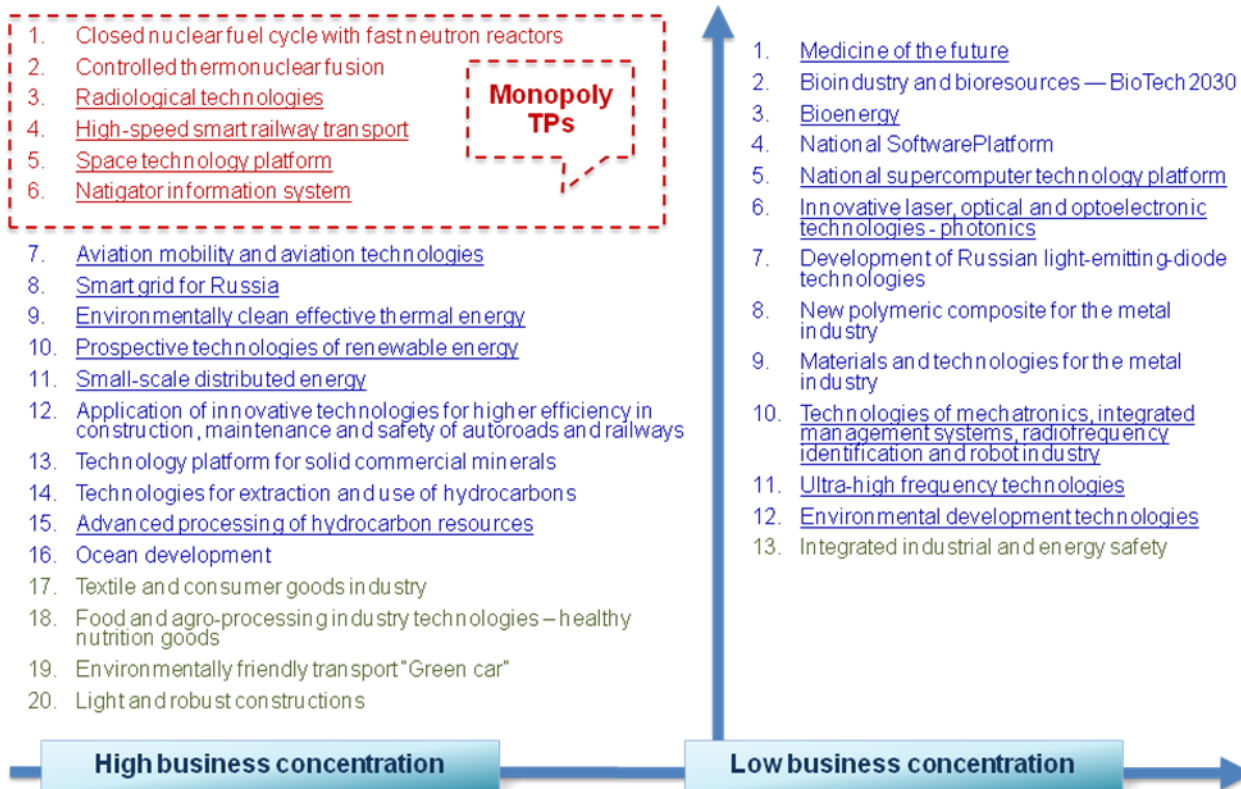 1. Closed nuclear fuel cycle with fast neutron reactors
2. Controlled thermonuclear fusion
3. Radiological technologies
4. High-speed smart railway transport
5. Space technology platform
6. Natigator information system
Monopoly
TPs
7. Aviation mobility and aviation technologies
8. Smart grid for Russia
9. Environmentally clean effective thermal energy
10. Prospective technologies of renewable energy
11. Small-scale distributed energy
12. Application of innovative technologies for higher efficiency in
construction, maintenance and safety of autoroads and railways
13. Technology platform for solid commercial minerals
14. Technologies for extraction and use of hydrocarbons
15. Advanced processing of hydrocarbon resources
16. Ocean development
17. Textile and consumer goods industry
18. Food and agro-processing industry technologies – healthy
nutrition goods
19. Environmentally friendly transport "Green car"
20. Light and robust constructions
High business concentration
1. Medicine of the future
2. Bioindustry and bioresources — BioTech2030
3. Bioenergy
4. National SoftwarePlatform
5. National supercomputer technology platform
6. Innovative laser, optical and optoelectronic
technologies - photonics
7. Development of Russian light-emitting-diode
technologies
8. New polymeric composite for the metal
industry
9. Materials and technologies for the metal
industry
10. Technologies of mechatronics, integrated
management systems, radiofrequency
identification and robot industry
11. Ultra-high frequency technologies
12. Environmental development technologies
13. Integrated industrial and energy safety
Low business concentration